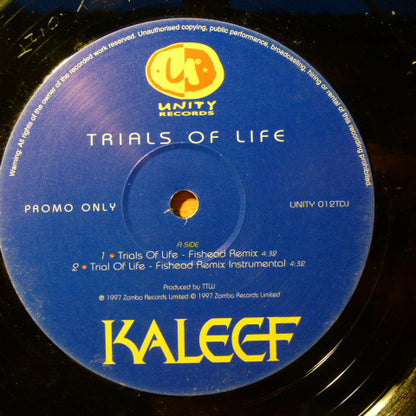 Warning: All rights of the owner of the recorded work reserved. Unauthorised copying, public performance, broadcasting, hiring or rental of this recording prohibited.
U
UNITY
RECORDS
TRIALS OF LIFE
PROMO ONLY
UNITY 012TDJ
A SIDE
1 • Trials Of Life - Fishead Remix 4:32
2 • Trial Of Life - Fishead Remix Instrumental 4:32
Produced by TTW
℗ 1997 Zomba Records Limited © 1997 Zomba Records Limited
KALEEF